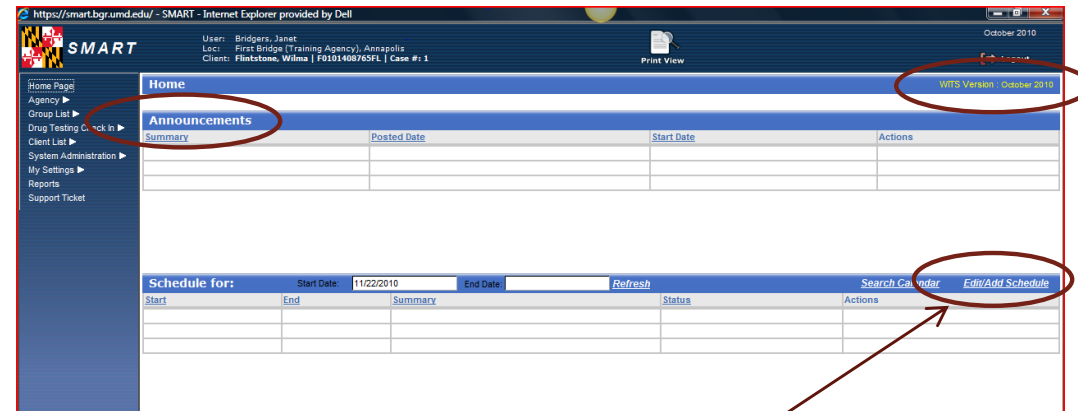 https://smart.bgr.umd.edu/ - SMART - Internet Explorer provided by Dell
SMART
User: Bridgers, Janet
Loc: First Bridge (Training Agency), Annapolis
Client: Flintstone, Wilma | F0101408765FL | Case #: 1
Print View
October 2010
Logout
Home Page
Agency
Group List
Drug Testing Check In
Client List
System Administration
My Settings
Reports
Support Ticket
Home
WITS Version : October 2010
Announcements
Summary Posted Date Start Date Actions
Schedule for: Start Date: 11/22/2010 End Date: Refresh Search Calendar Edit/Add Schedule
Start End Summary Status Actions